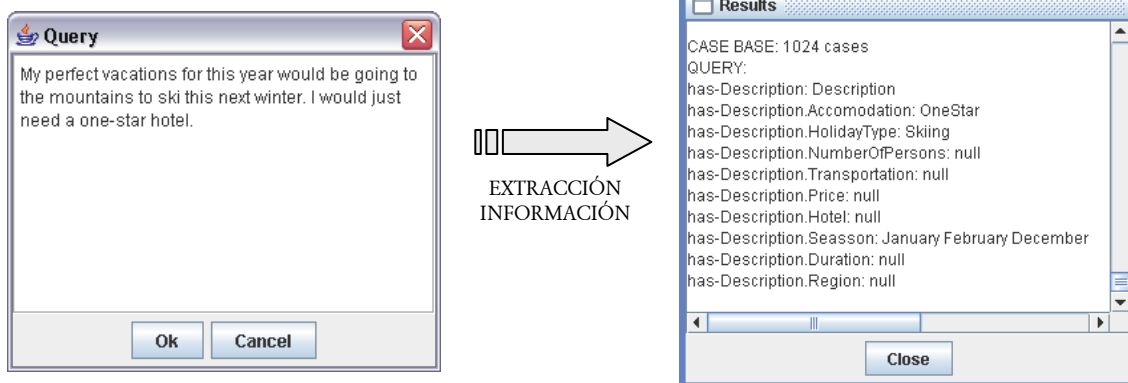 Query
My perfect vacations for this year would be going to
the mountains to ski this next winter. I would just
need a one-star hotel.
Ok Cancel
EXTRACCIÓN
INFORMACIÓN
Results
CASE BASE: 1024 cases
QUERY:
has-Description: Description
has-Description.Accomodation: OneStar
has-Description.HolidayType: Skiing
has-Description.NumberOfPersons: null
has-Description.Transportation: null
has-Description.Price: null
has-Description.Hotel: null
has-Description.Seasson: January February December
has-Description.Duration: null
has-Description.Region: null
Close